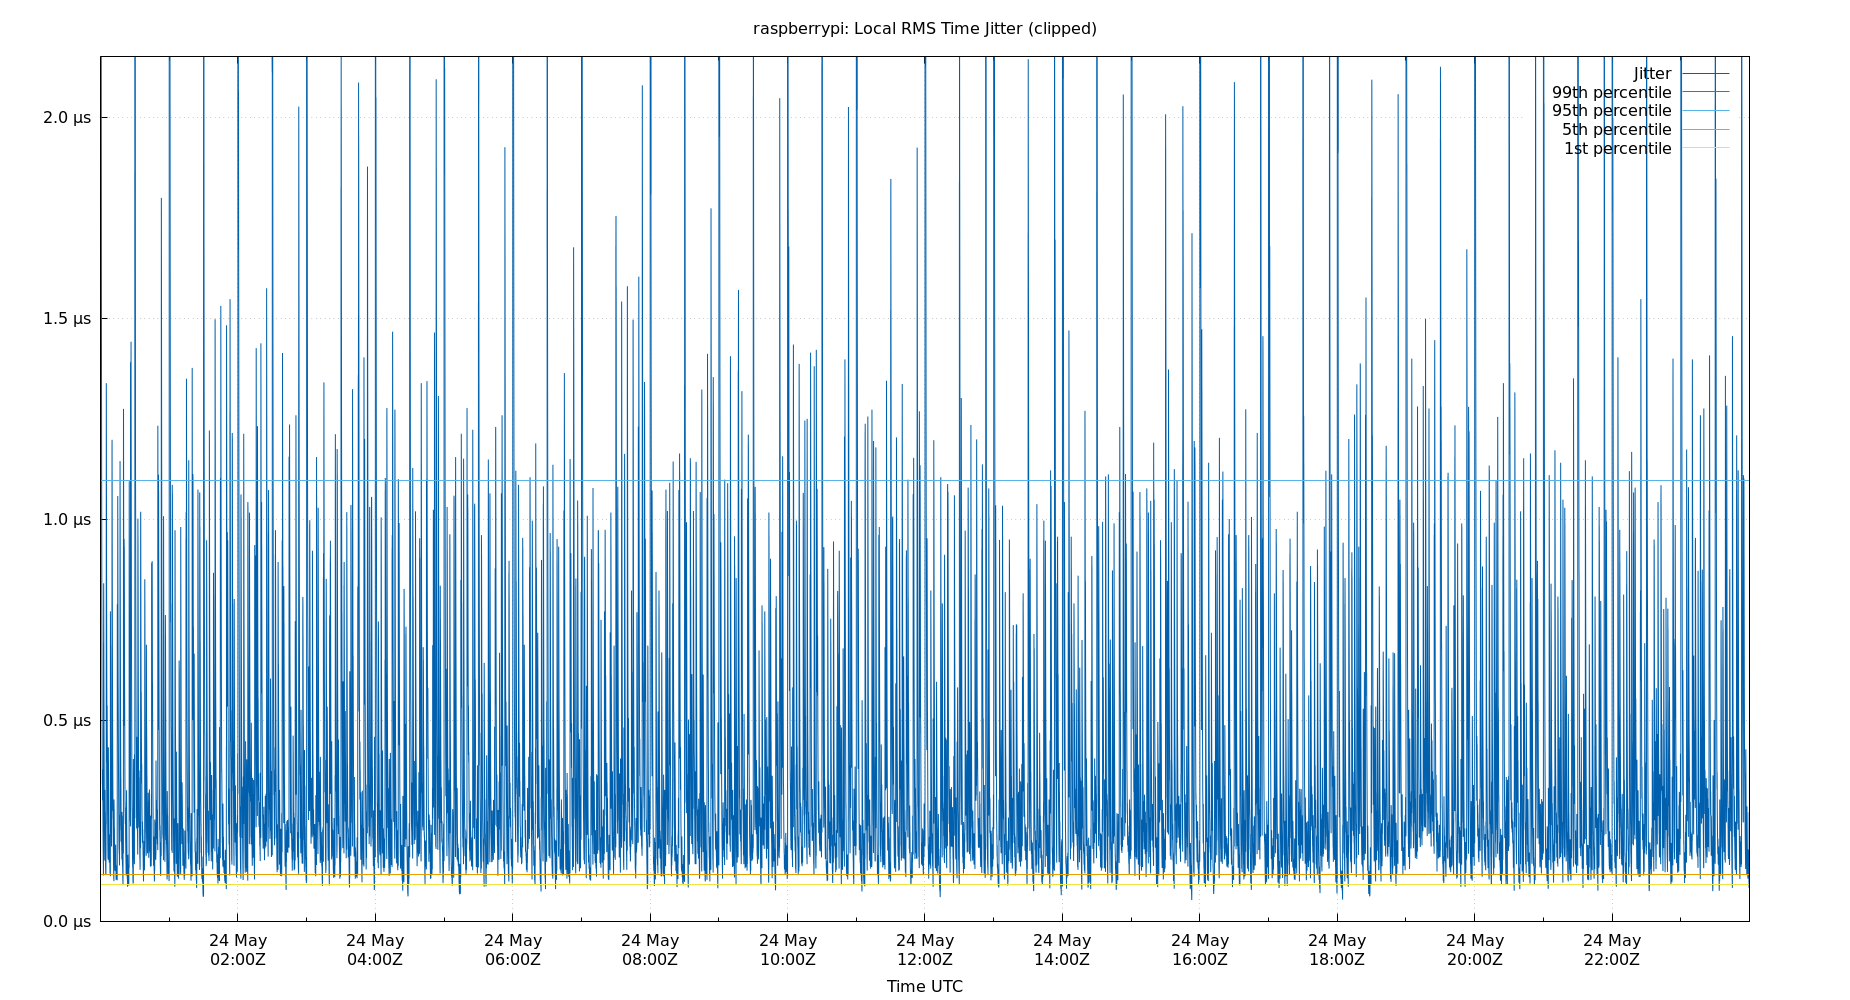 raspberrypi: Local RMS Time Jitter (clipped)
Jitter
99th percentile
95th percentile
5th percentile
1st percentile
2.0 µs
1.5 µs
1.0 µs
0.5 µs
0.0 µs
24 May 24 May 24 May 24 May 24 May 24 May 24 May 24 May 24 May 24 May 24 May
02:00Z 04:00Z 06:00Z 08:00Z 10:00Z 12:00Z 14:00Z 16:00Z 18:00Z 20:00Z 22:00Z
Time UTC